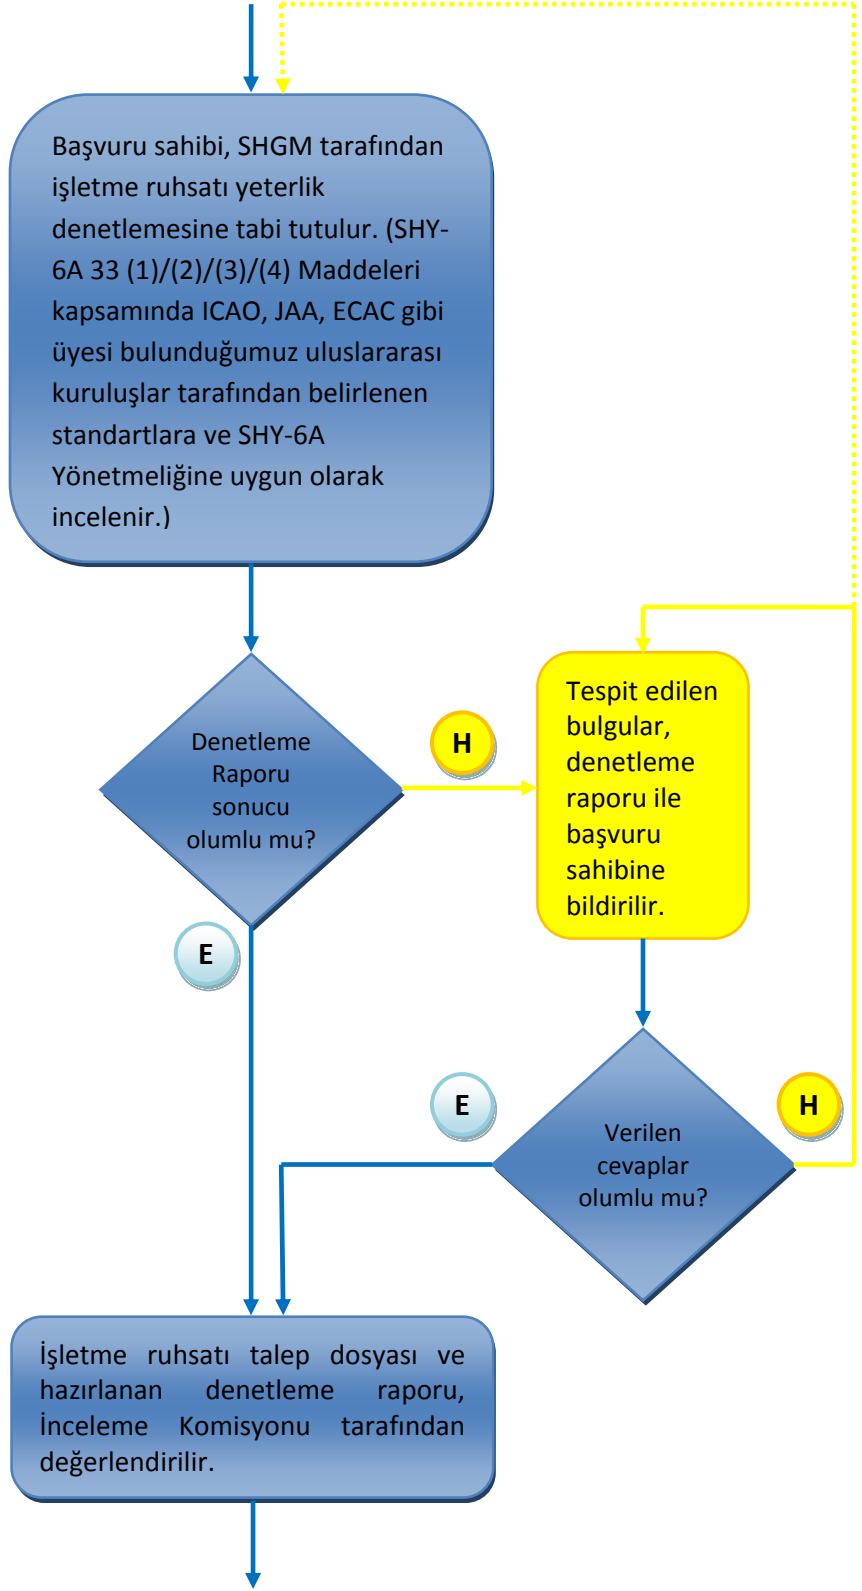 Başvuru sahibi, SHGM tarafından
işletme ruhsatı yeterlik
denetlemesine tabi tutulur. (SHY-
6A 33 (1)/(2)/(3)/(4) Maddeleri
kapsamında ICAO, JAA, ECAC gibi
üyesi bulunduğumuz uluslararası
kuruluşlar tarafından belirlenen
standartlara ve SHY-6A
Yönetmeliğine uygun olarak
incelenir.)
Denetleme
Raporu
sonucu
olumlu mu?
H
Tespit edilen
bulgular,
denetleme
raporu ile
başvuru
sahibine
bildirilir.
E
E
Verilen
cevaplar
olumlu mu?
H
İşletme ruhsatı talep dosyası ve
hazırlanan denetleme raporu,
İnceleme Komisyonu tarafından
değerlendirilir.